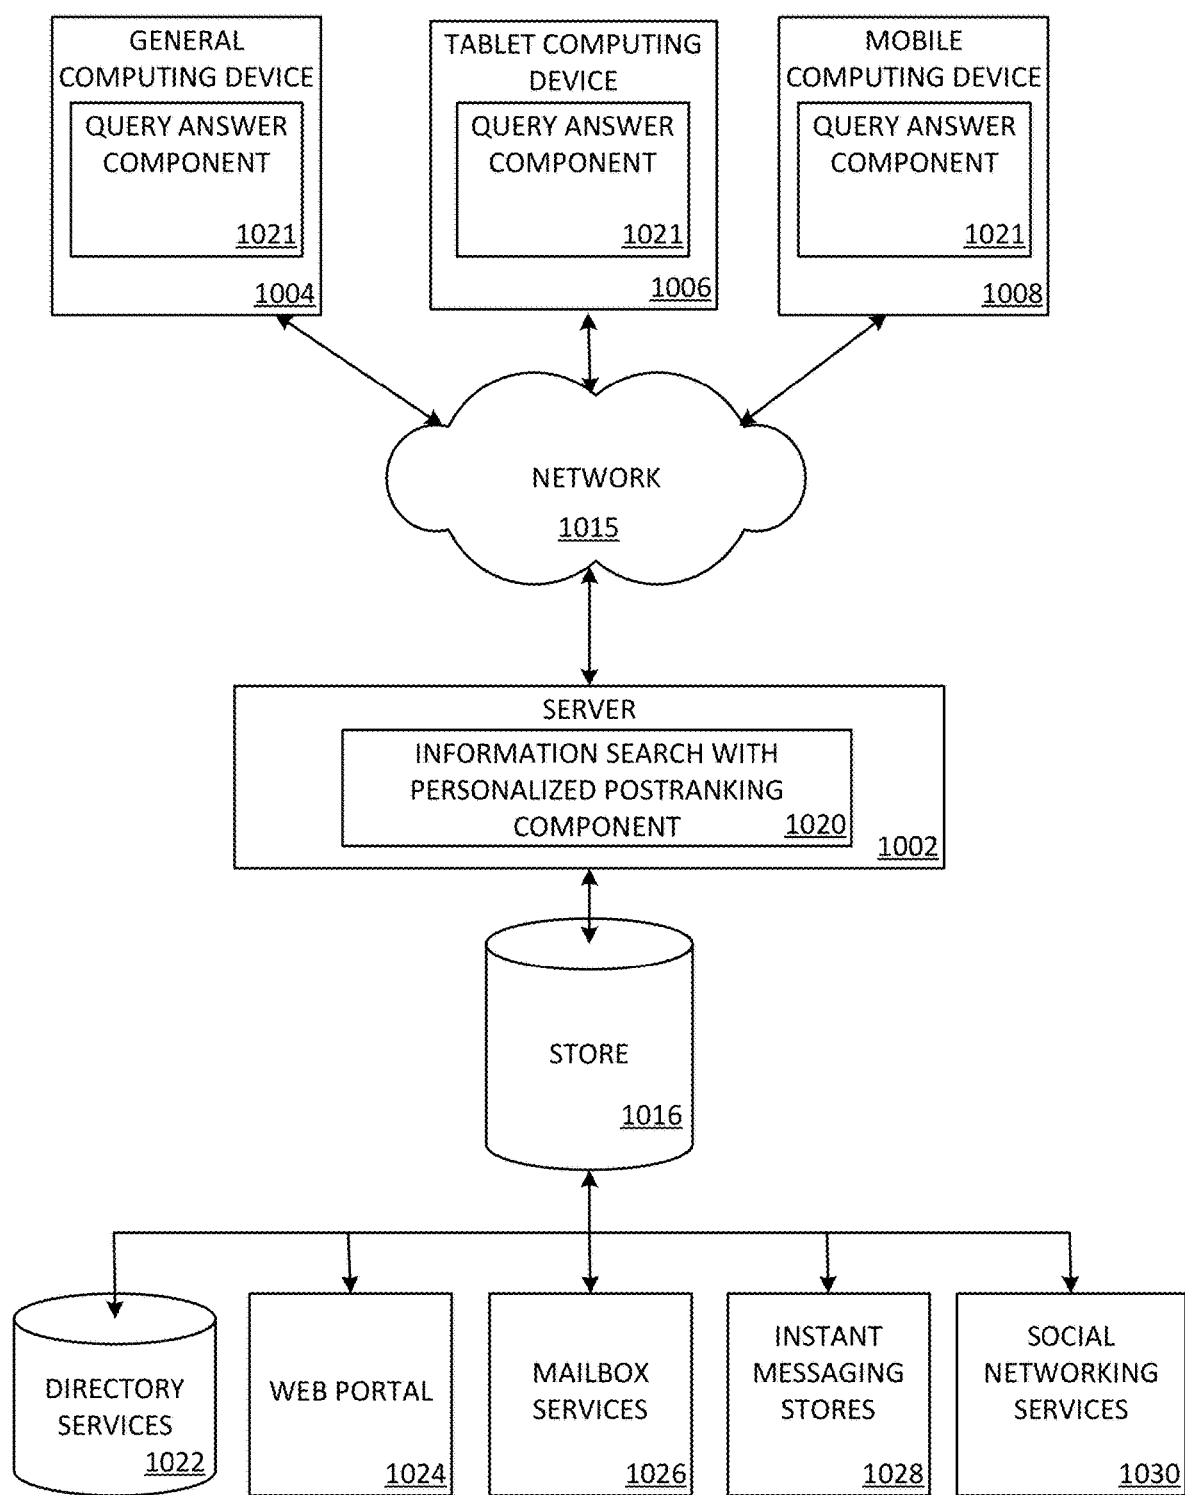 GENERAL
COMPUTING DEVICE
QUERY ANSWER
COMPONENT
1021
1004
TABLET COMPUTING
DEVICE
QUERY ANSWER
COMPONENT
1021
1006
MOBILE
COMPUTING DEVICE
QUERY ANSWER
COMPONENT
1021
1008
NETWORK
1015
SERVER
INFORMATION SEARCH WITH
PERSONALIZED POSTRANKING
COMPONENT
1020
1002
STORE
1016
DIRECTORY
SERVICES
1022
WEB PORTAL
1024
MAILBOX
SERVICES
1026
INSTANT
MESSAGING
STORES
1028
SOCIAL
NETWORKING
SERVICES
1030